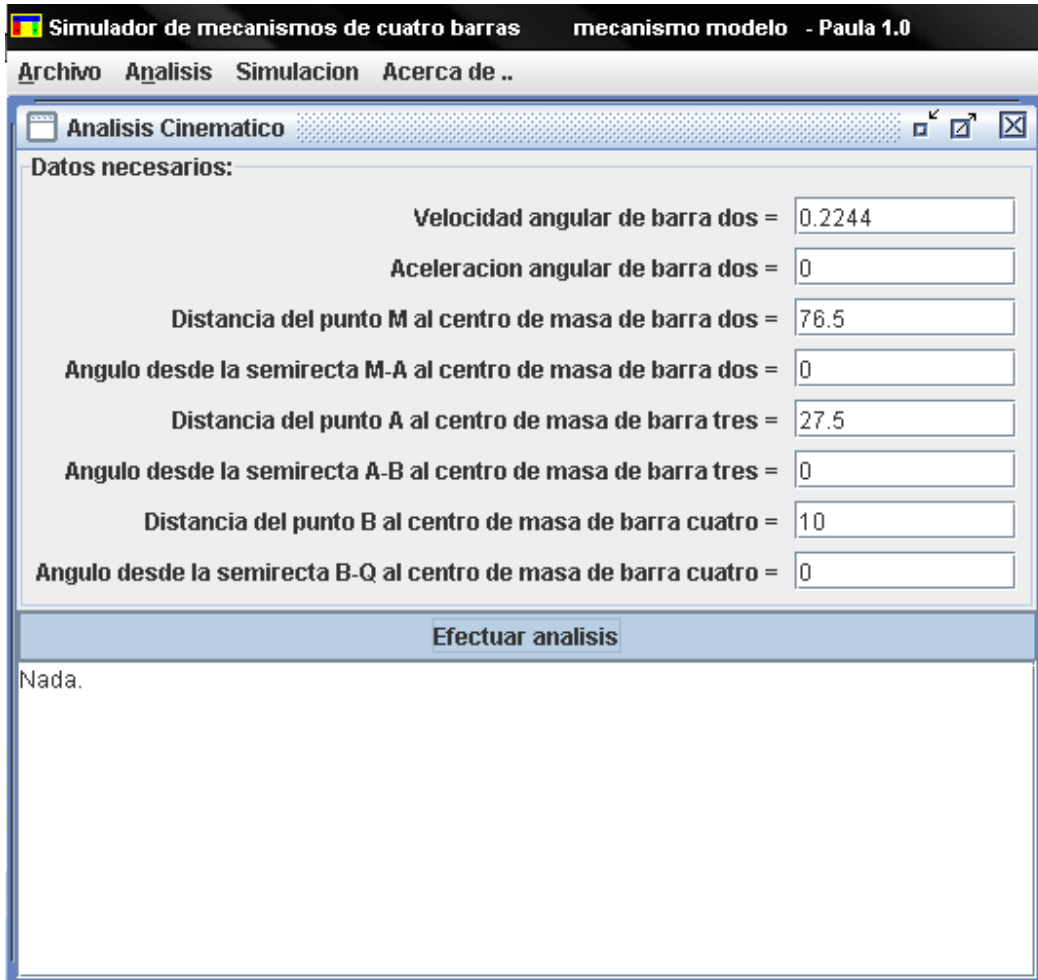 Simulador de mecanismos de cuatro barras mecanismo modelo - Paula 1.0
Archivo Analisis Simulacion Acerca de ..
Analisis Cinematico
Datos necesarios:
Velocidad angular de barra dos = 0.2244
Aceleracion angular de barra dos = 0
Distancia del punto M al centro de masa de barra dos = 76.5
Angulo desde la semirecta M-A al centro de masa de barra dos = 0
Distancia del punto A al centro de masa de barra tres = 27.5
Angulo desde la semirecta A-B al centro de masa de barra tres = 0
Distancia del punto B al centro de masa de barra cuatro = 10
Angulo desde la semirecta B-Q al centro de masa de barra cuatro = 0
Efectuar analisis
Nada.